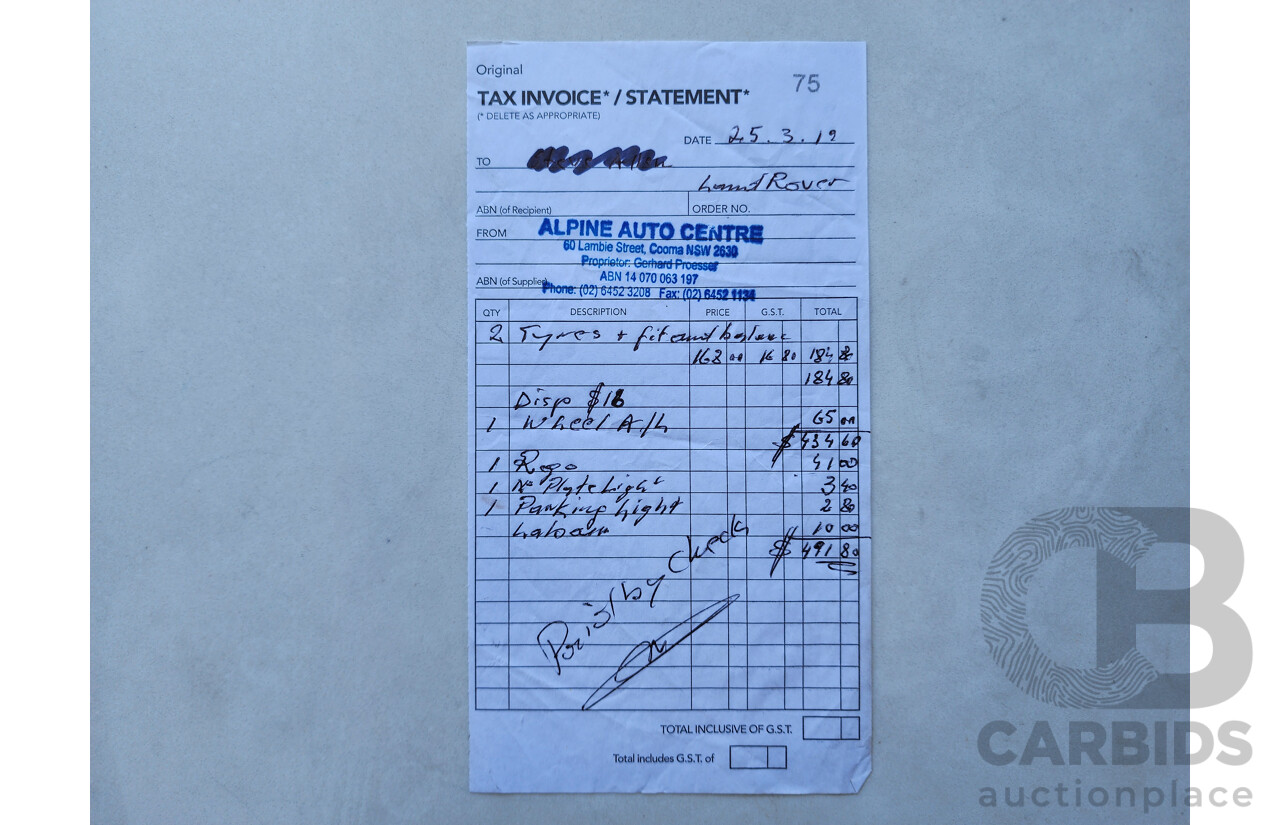 Original
75
TAX INVOICE* / STATEMENT*
(* DELETE AS APPROPRIATE)
DATE 25.3.19
TO
Land Rover
ABN (of Recipient) ORDER NO.
FROM ALPINE AUTO CENTRE
60 Lambie Street, Cooma NSW 2630
Proprietor: Gerhard Proesser
ABN 14 070 063 197
ABN (of Supplier)
Phone: (02) 6452 3208 Fax: (02) 6452 1134
QTY DESCRIPTION PRICE G.S.T. TOTAL
2 Tyres + fit and balance
168 00 16 80 184 80
184 80
Disp $16
1 Wheel A/h 65 00
$ 434 60
1 Rego 41 00
1 No Plate Light 3 40
1 Parking Light 2 80
Labour 10 00
$ 491 80
Paid by Check
TOTAL INCLUSIVE OF G.S.T.
Total includes G.S.T. of
CB
CARBIDS
auctionplace